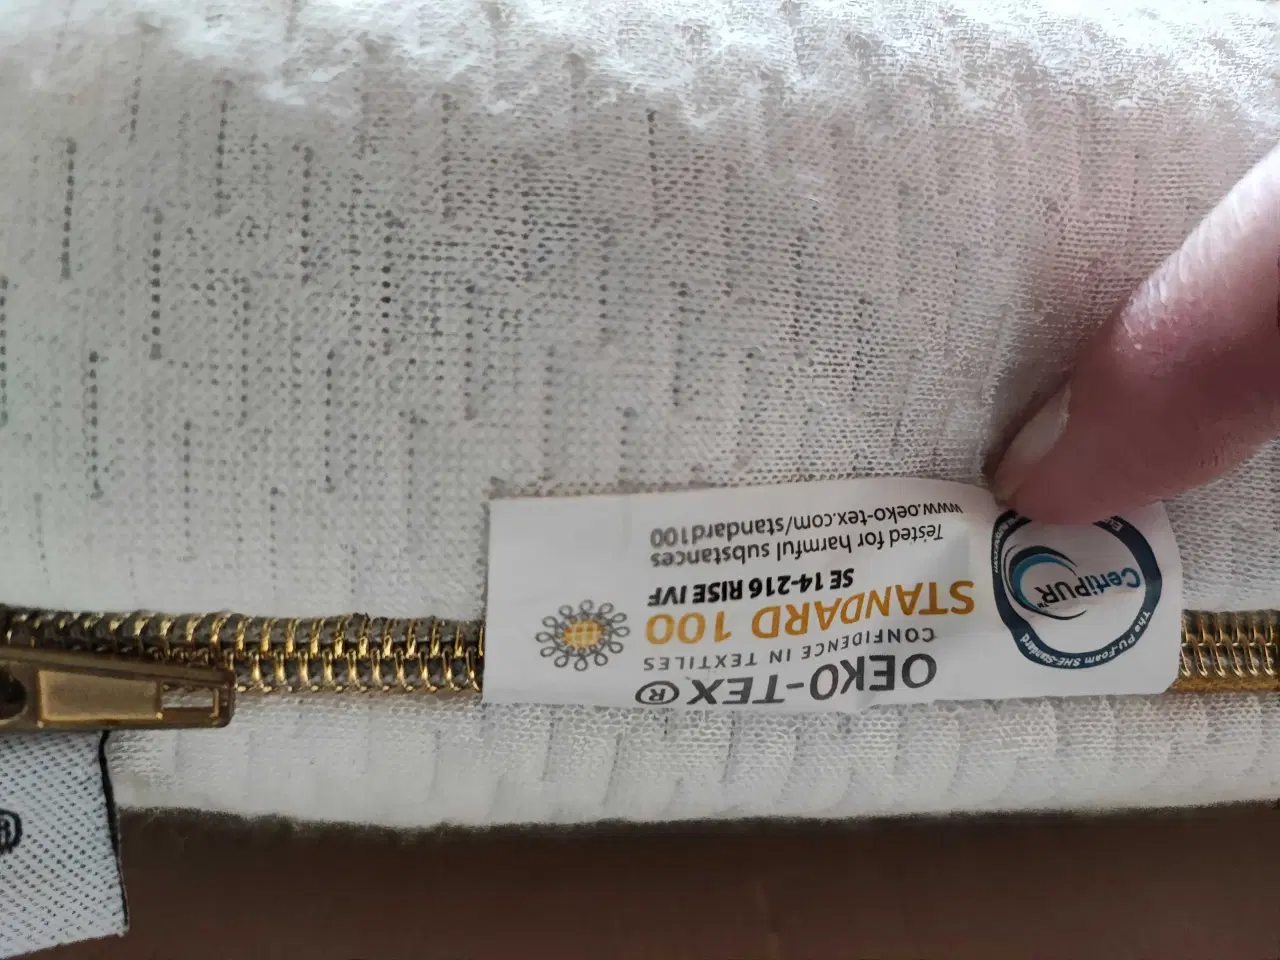 OEKO-TEX®
CONFIDENCE IN TEXTILES
STANDARD 100
SE 14-216 RISE IVF
Tested for harmful substances
www.oeko-tex.com/standard100
CertiPUR™
The PU-Foam SHE-Standard
®